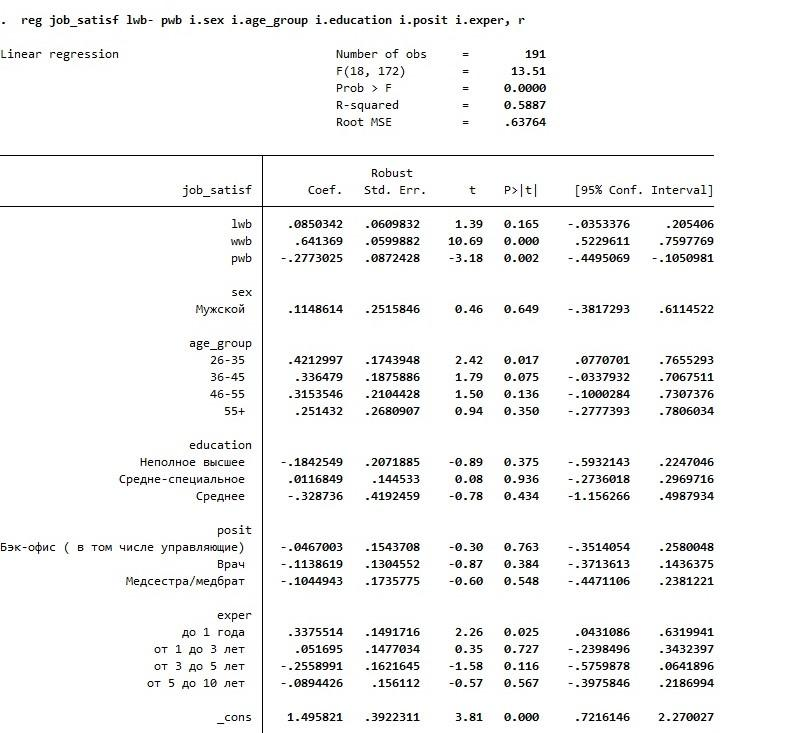 . reg job_satisf lwb- pwb i.sex i.age_group i.education i.posit i.exper, r
Linear regression Number of obs = 191
F(18, 172) = 13.51
Prob > F = 0.0000
R-squared = 0.5887
Root MSE = .63764
Robust
job_satisf Coef. Std. Err. t P>|t| [95% Conf. Interval]
lwb .0850342 .0609832 1.39 0.165 -.0353376 .205406
wwb .641369 .0599882 10.69 0.000 .5229611 .7597769
pwb -.2773025 .0872428 -3.18 0.002 -.4495069 -.1050981
sex
Мужской .1148614 .2515846 0.46 0.649 -.3817293 .6114522
age_group
26-35 .4212997 .1743948 2.42 0.017 .0770701 .7655293
36-45 .336479 .1875886 1.79 0.075 -.0337932 .7067511
46-55 .3153546 .2104428 1.50 0.136 -.1000284 .7307376
55+ .251432 .2680907 0.94 0.350 -.2777393 .7806034
education
Неполное высшее -.1842549 .2071885 -0.89 0.375 -.5932143 .2247046
Средне-специальное .0116849 .144533 0.08 0.936 -.2736018 .2969716
Среднее -.328736 .4192459 -0.78 0.434 -1.156266 .4987934
posit
Бэк-офис ( в том числе управляющие) -.0467003 .1543708 -0.30 0.763 -.3514054 .2580048
Врач -.1138619 .1304552 -0.87 0.384 -.3713613 .1436375
Медсестра/медбрат -.1044943 .1735775 -0.60 0.548 -.4471106 .2381221
exper
до 1 года .3375514 .1491716 2.26 0.025 .0431086 .6319941
от 1 до 3 лет .051695 .1477034 0.35 0.727 -.2398496 .3432397
от 3 до 5 лет -.2558991 .1621645 -1.58 0.116 -.5759878 .0641896
от 5 до 10 лет -.0894426 .156112 -0.57 0.567 -.3975846 .2186994
_cons 1.495821 .3922311 3.81 0.000 .7216146 2.270027